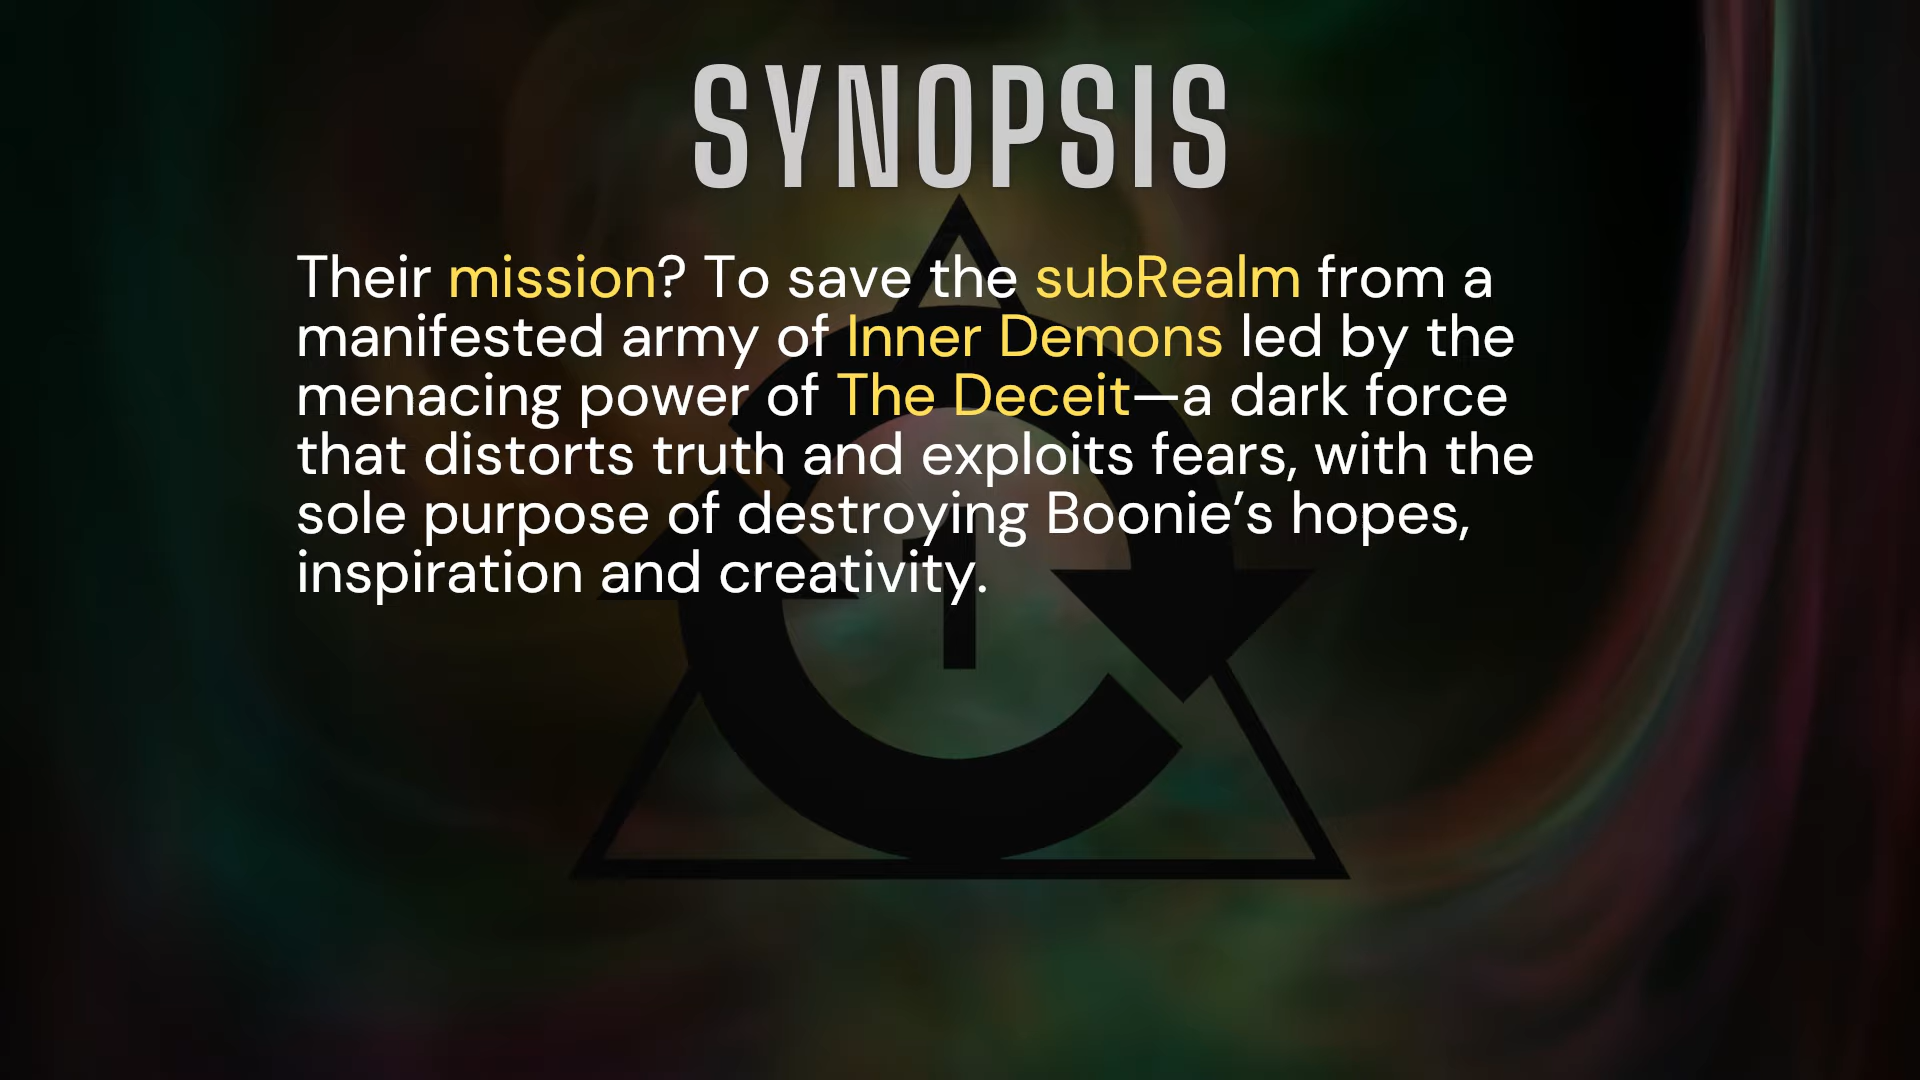 SYNOPSIS
Their mission? To save the subRealm from a
manifested army of Inner Demons led by the
menacing power of The Deceit—a dark force
that distorts truth and exploits fears, with the
sole purpose of destroying Boonie’s hopes,
inspiration and creativity.
1